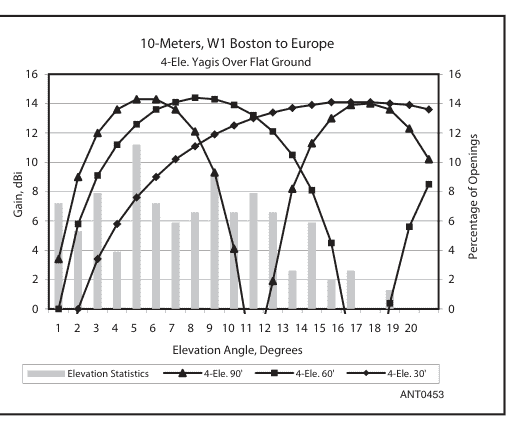 10-Meters, W1 Boston to Europe
4-Ele. Yagis Over Flat Ground
16 16
14 14
12 12
10 10
8 8
6 6
4 4
2 2
0 0
Gain, dBi
Percentage of Openings
1 2 3 4 5 6 7 8 9 10 11 12 13 14 15 16 17 18 19 20
Elevation Angle, Degrees
Elevation Statistics 4-Ele. 90' 4-Ele. 60' 4-Ele. 30'
ANT0453